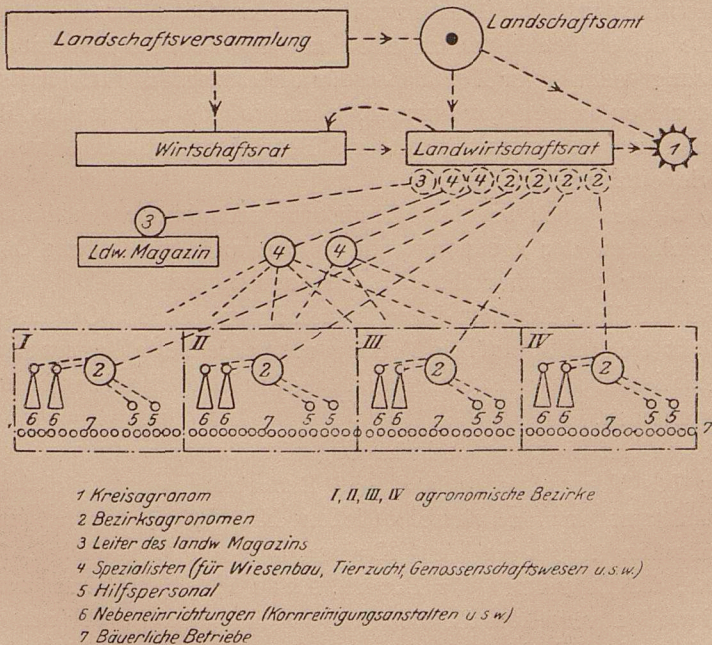 Landschaftsversammlung
Landschaftsamt
Wirtschaftsrat
Landwirtschaftsrat
1
3 4 4 2 2 2 2
3
Ldw. Magazin
4 4
I II III IV
2 2 2 2
6 6 7 5 5 6 6 7 5 5 6 6 7 5 5 6 6 7 5 5 7
1 Kreisagronom
I, II, III, IV agronomische Bezirke
2 Bezirksagronomen
3 Leiter des landw Magazins
4 Spezialisten (für Wiesenbau, Tierzucht, Genossenschaftswesen u.s.w.)
5 Hilfspersonal
6 Nebeneinrichtungen (Kornreinigungsanstalten u s w)
7 Bäuerliche Betriebe